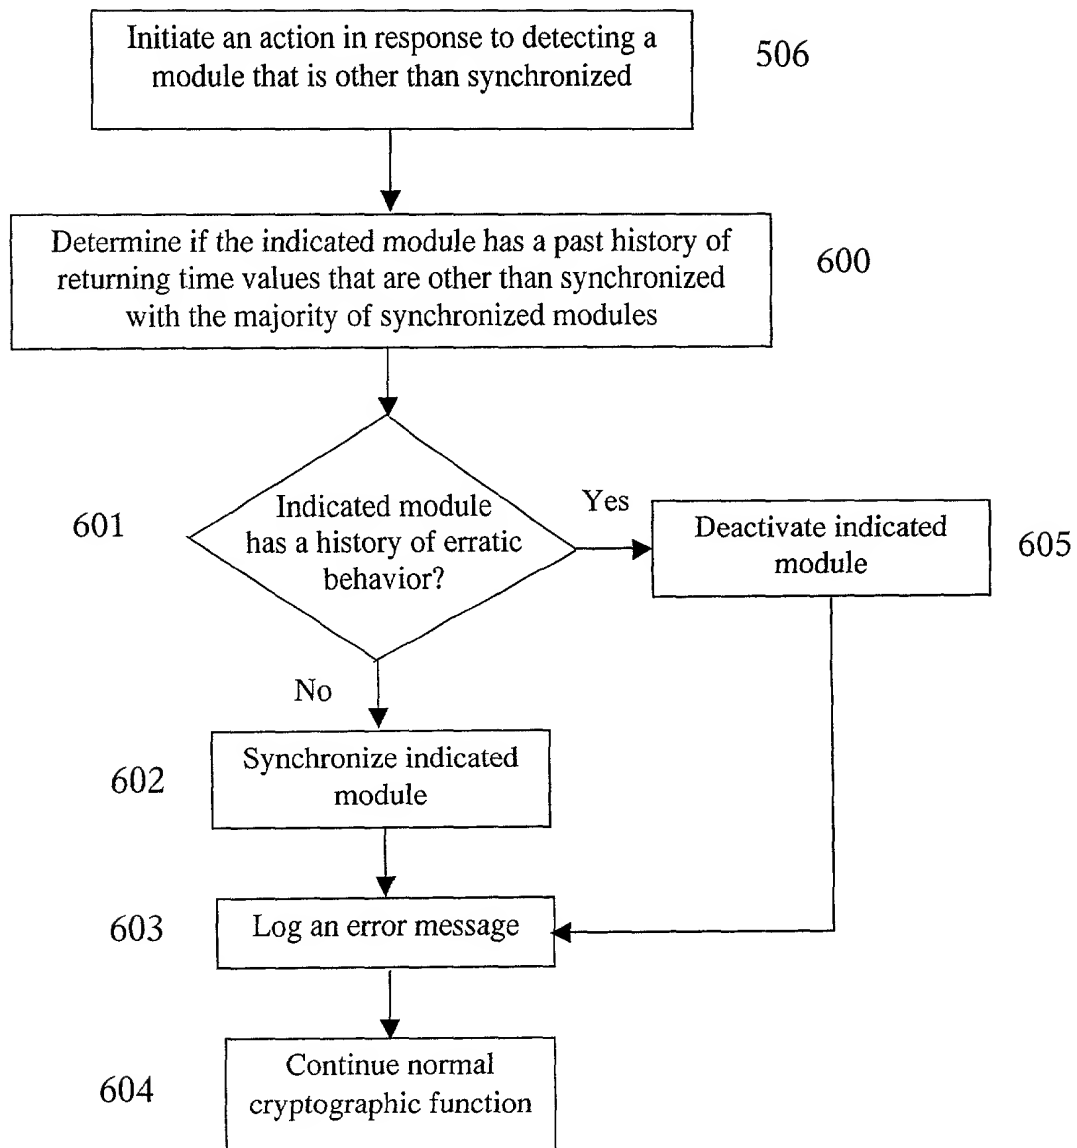 Initiate an action in response to detecting a
module that is other than synchronized
506
Determine if the indicated module has a past history of
returning time values that are other than synchronized
with the majority of synchronized modules
600
601
Indicated module
has a history of erratic
behavior?
Yes
Deactivate indicated
module
605
No
602
Synchronize indicated
module
603
Log an error message
604
Continue normal
cryptographic function